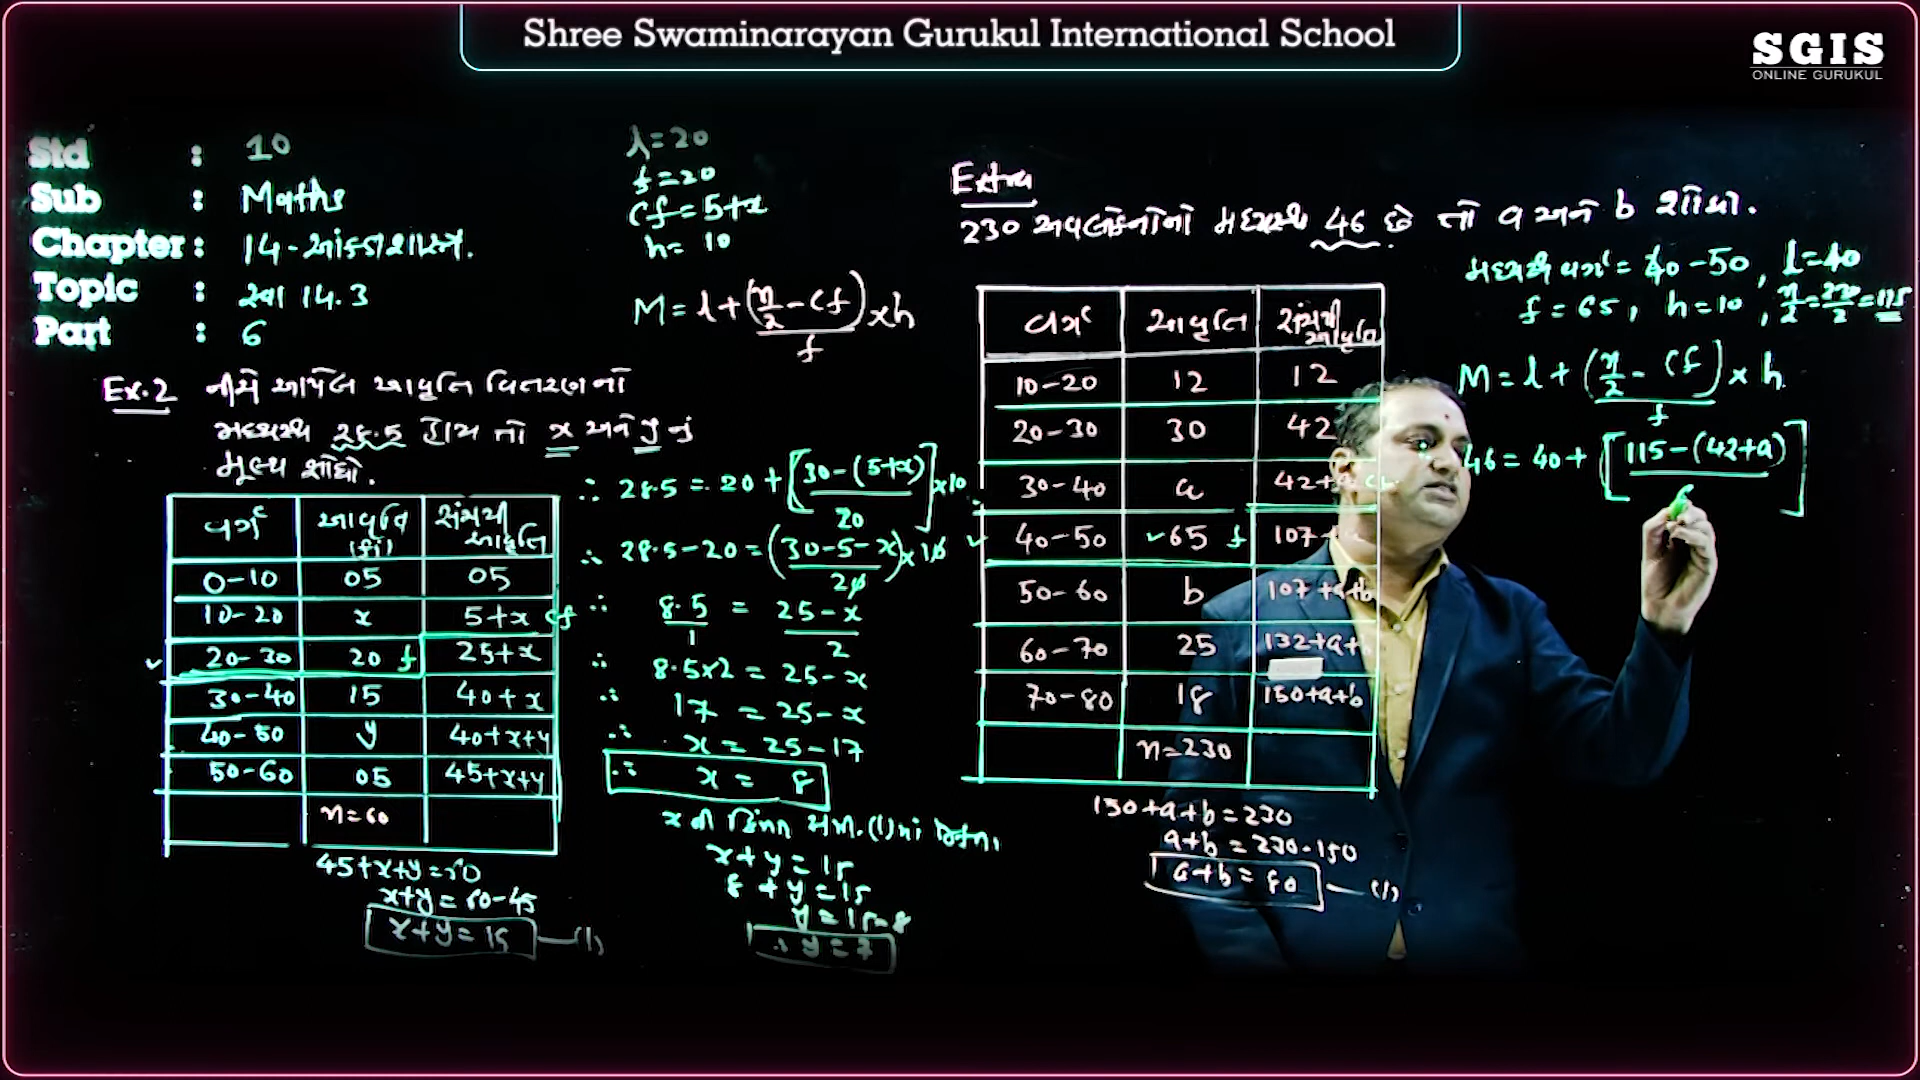 Shree Swaminarayan Gurukul International School
SGIS
ONLINE GURUKUL
Std : 10
Sub : Maths
Chapter : 14-આંકડાશાસ્ત્ર.
Topic : સ્વા 14.3
Part : 6
Ex.2 નીચે આપેલ આવૃત્તિ વિતરણનો
મધ્યસ્થ 28.5 હોય તો x અને y નું
મૂલ્ય શોધો.
વર્ગ આવૃત્તિ (fi) સંચયી આવૃત્તિ
0-10 05 05
10-20 x 5+x cf
✓ 20-30 20 f 25+x
30-40 15 40+x
40-50 y 40+x+y
50-60 05 45+x+y
n=60
45+x+y=60
x+y=60-45
x+y=15 —(1)
l=20
f=20
cf=5+x
h=10
M=l+(n/2-cf)/f xh
∴ 28.5=20+[30-(5+x)/20]x10
∴ 28.5-20=(30-5-x/20)x10
∴ 8.5/1 = 25-x/2
∴ 8.5x2=25-x
∴ 17=25-x
∴ x=25-17
∴ x=8
x ની કિંમત સમી.(1)માં
x+y=15
8+y=15
y=15-8
∴ y=7
Extra
230 અવલોકનોનો મધ્યસ્થ 46 છે તો a અને b શોધો.
વર્ગ આવૃત્તિ સંચયી આવૃત્તિ
10-20 12 12
20-30 30 42
30-40 a 42+a
✓ 40-50 ✓65 f 107
50-60 b 107+a+b
60-70 25 132+a+b
70-80 18 150+a+b
n=230
150+a+b=230
a+b=230-150
a+b=80 —(1)
મધ્યસ્થ વર્ગ=40-50, l=40
f=65, h=10, n/2=230/2=115
M=l+(n/2-cf)/f x h
46=40+[115-(42+a)/6]